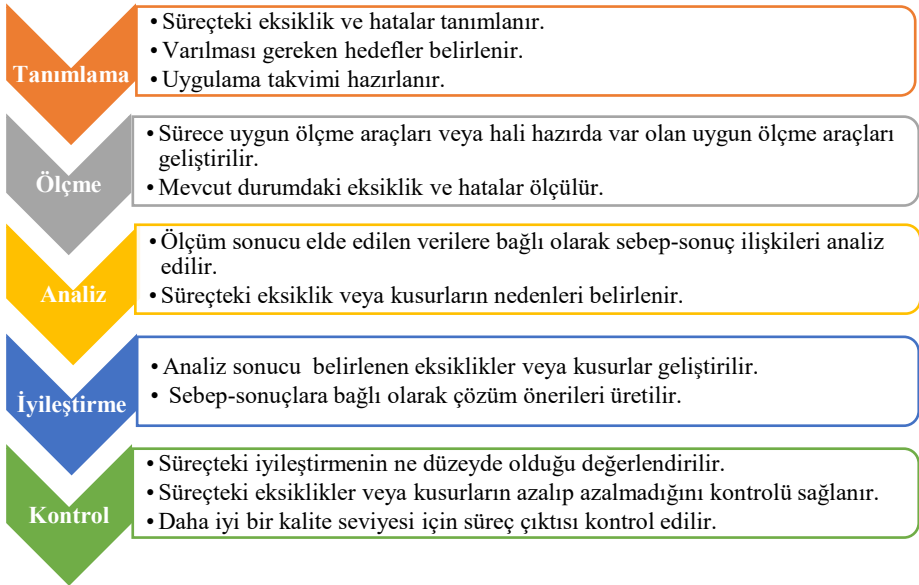 Tanımlama
• Süreçteki eksiklik ve hatalar tanımlanır.
• Varılması gereken hedefler belirlenir.
• Uygulama takvimi hazırlanır.
Ölçme
• Sürece uygun ölçme araçları veya hali hazırda var olan uygun ölçme araçları
geliştirilir.
• Mevcut durumdaki eksiklik ve hatalar ölçülür.
Analiz
• Ölçüm sonucu elde edilen verilere bağlı olarak sebep-sonuç ilişkileri analiz
edilir.
• Süreçteki eksiklik veya kusurların nedenleri belirlenir.
İyileştirme
• Analiz sonucu belirlenen eksiklikler veya kusurlar geliştirilir.
• Sebep-sonuçlara bağlı olarak çözüm önerileri üretilir.
Kontrol
• Süreçteki iyileştirmenin ne düzeyde olduğu değerlendirilir.
• Süreçteki eksiklikler veya kusurların azalıp azalmadığını kontrolü sağlanır.
• Daha iyi bir kalite seviyesi için süreç çıktısı kontrol edilir.